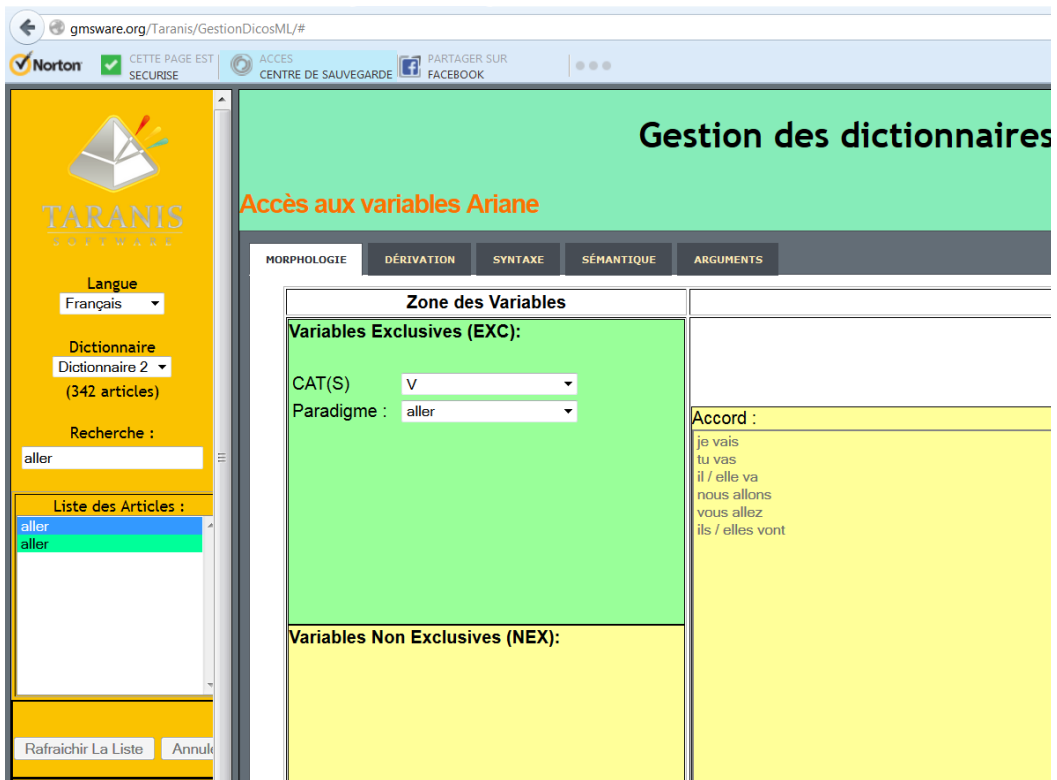 gmsware.org/Taranis/GestionDicosML/#
Norton
CETTE PAGE EST
SECURISE
ACCES
CENTRE DE SAUVEGARDE
PARTAGER SUR
FACEBOOK
TARANIS
SOFTWARE
Langue
Français
Dictionnaire
Dictionnaire 2
(342 articles)
Recherche :
aller
Liste des Articles :
aller
aller
Rafraichir La Liste
Annule
Gestion des dictionnaires
Accès aux variables Ariane
MORPHOLOGIE
DÉRIVATION
SYNTAXE
SÉMANTIQUE
ARGUMENTS
Zone des Variables
Variables Exclusives (EXC):
CAT(S) V
Paradigme : aller
Variables Non Exclusives (NEX):
Accord :
je vais
tu vas
il / elle va
nous allons
vous allez
ils / elles vont